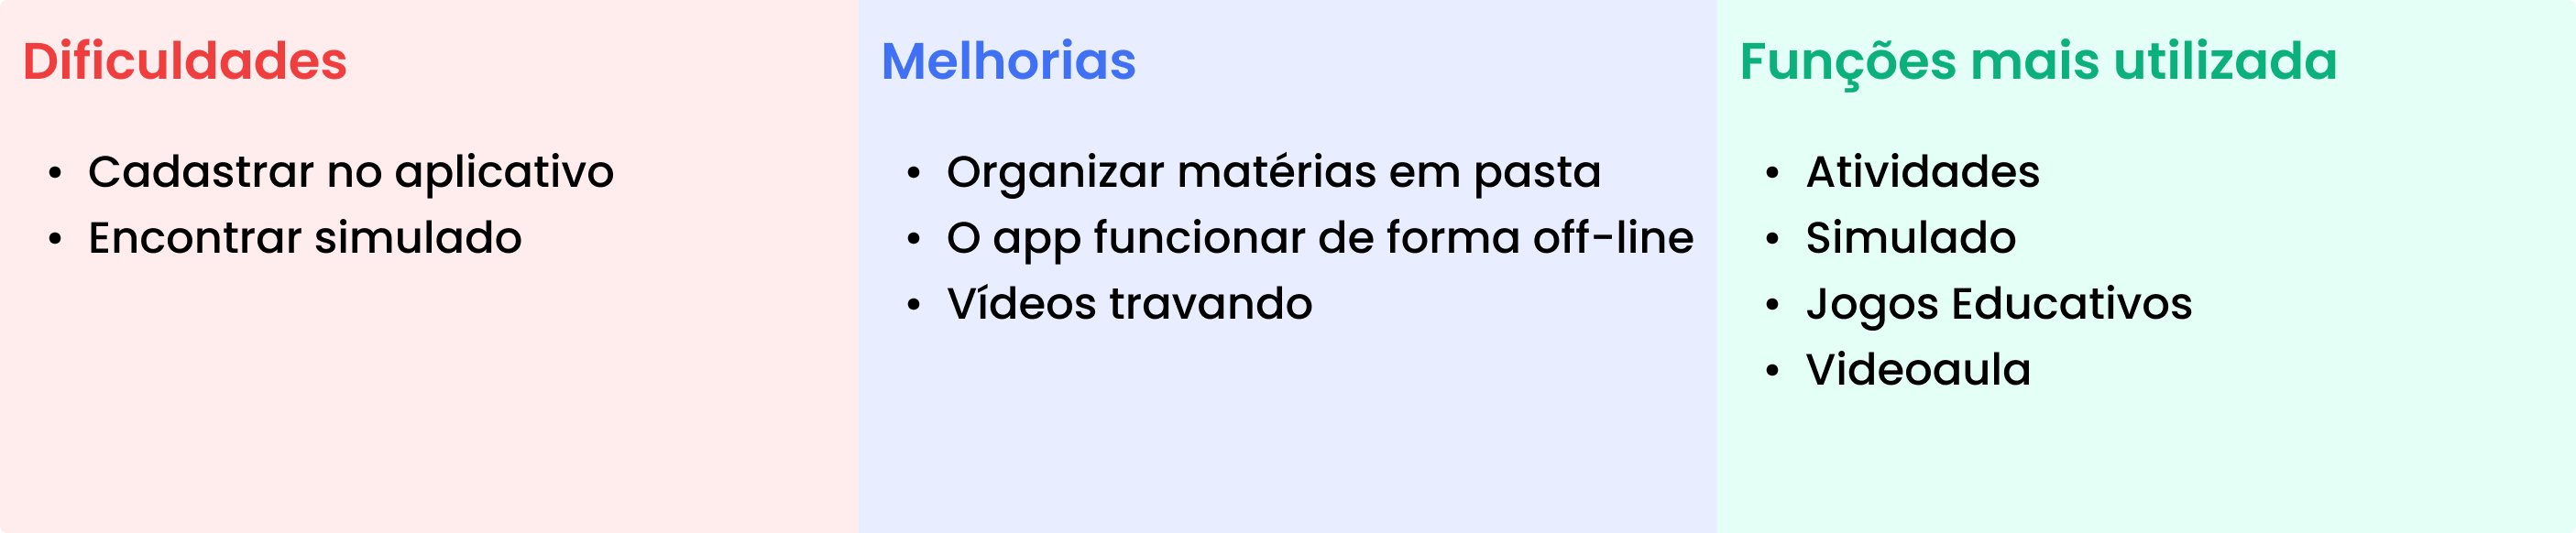 Dificuldades
• Cadastrar no aplicativo
• Encontrar simulado
Melhorias
• Organizar matérias em pasta
• O app funcionar de forma off-line
• Vídeos travando
Funções mais utilizada
• Atividades
• Simulado
• Jogos Educativos
• Videoaula